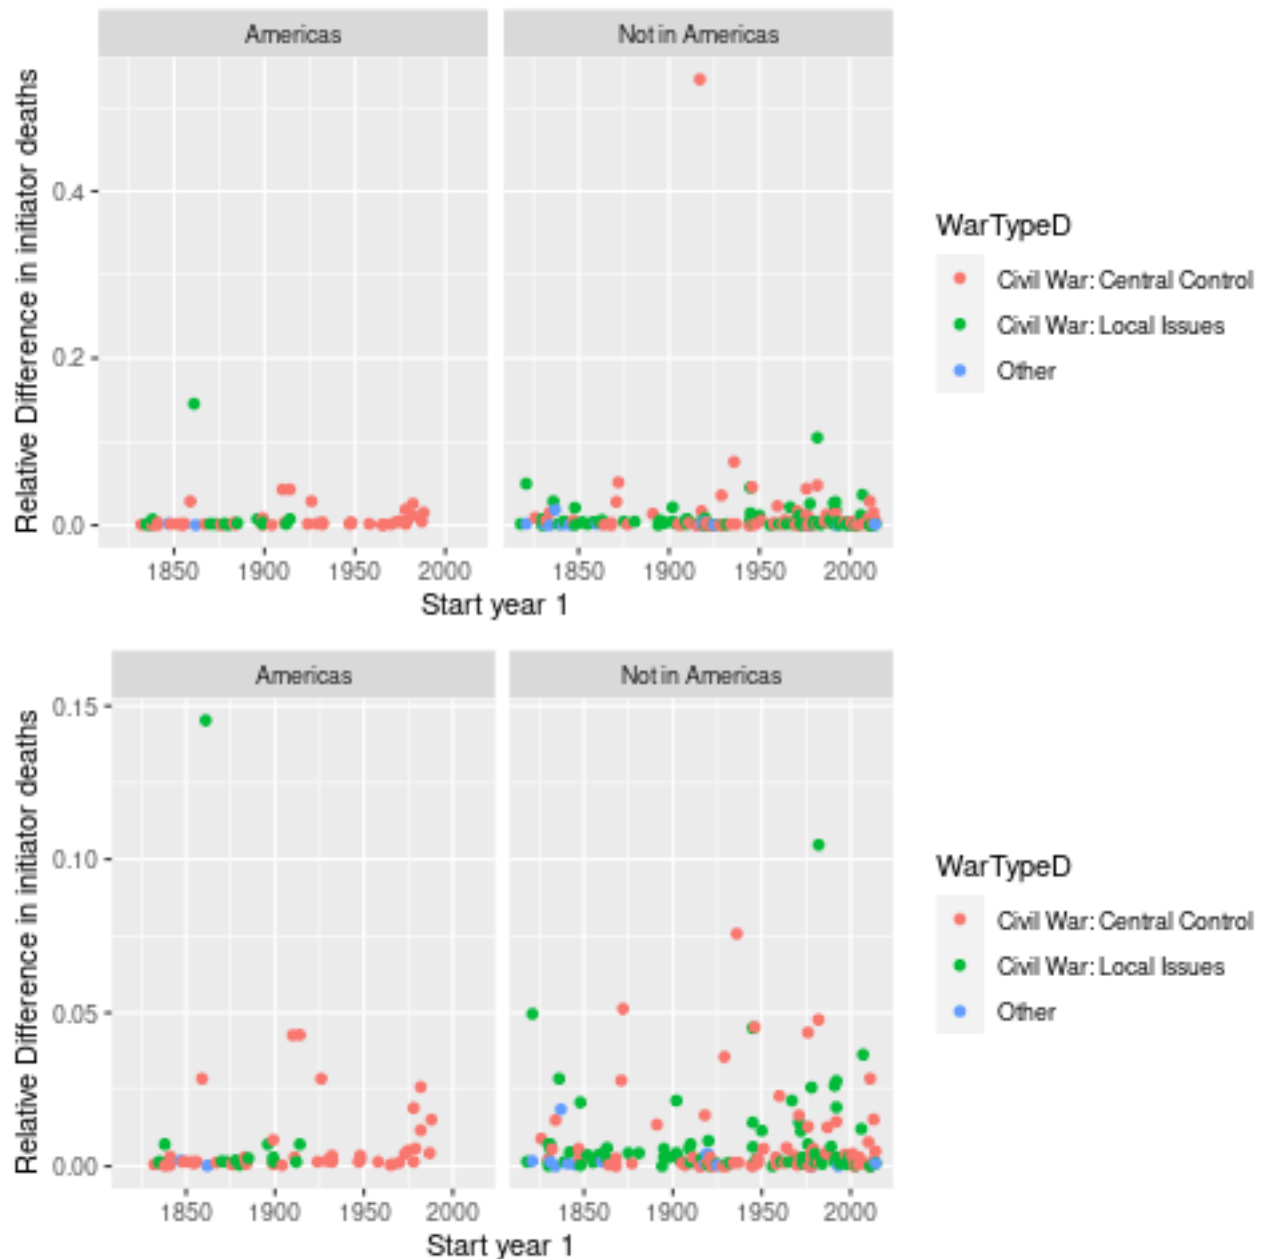 Americas
Not in Americas
Relative Difference in initiator deaths
0.4
0.2
0.0
1850 1900 1950 2000
1850 1900 1950 2000
Start year 1
WarTypeD
Civil War: Central Control
Civil War: Local Issues
Other
Americas
Not in Americas
Relative Difference in initiator deaths
0.15
0.10
0.05
0.00
1850 1900 1950 2000
1850 1900 1950 2000
Start year 1
WarTypeD
Civil War: Central Control
Civil War: Local Issues
Other